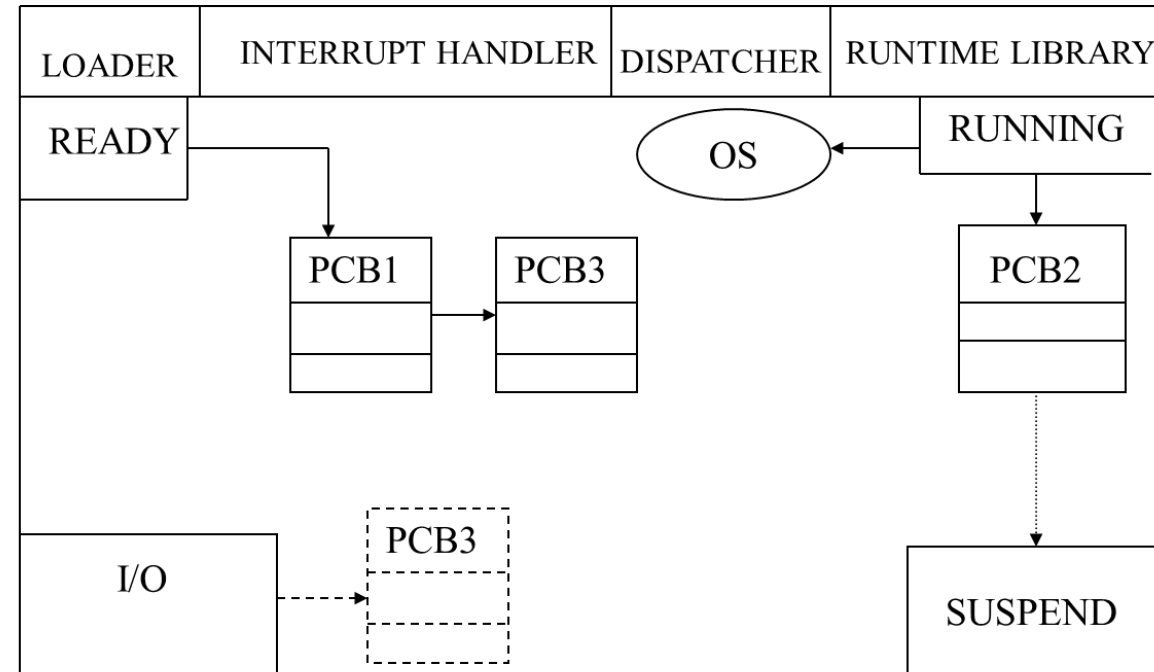 LOADER
INTERRUPT HANDLER
DISPATCHER
RUNTIME LIBRARY
READY
OS
RUNNING
PCB1
PCB3
PCB2
PCB3
I/O
SUSPEND